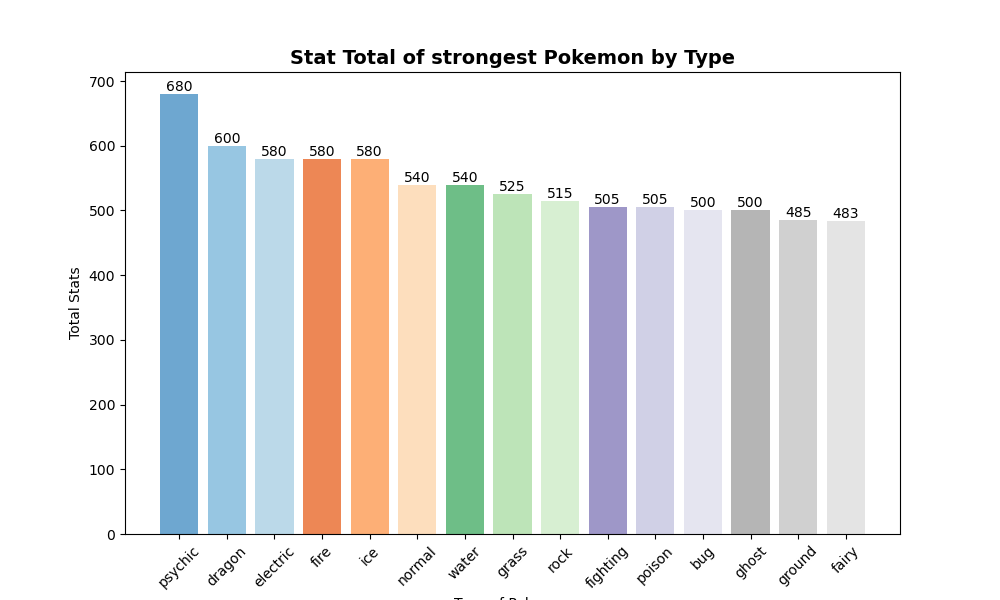 Stat Total of strongest Pokemon by Type
Total Stats
700
600
500
400
300
200
100
0
680
600
580
580
580
540
540
525
515
505
505
500
500
485
483
psychic
dragon
electric
fire
ice
normal
water
grass
rock
fighting
poison
bug
ghost
ground
fairy